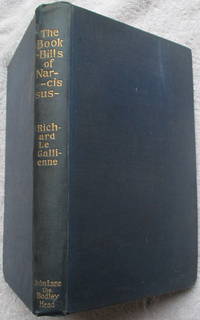 The
Book
-Bills
of
Nar-
-cis
sus-
Rich-
ard
Le
Galli-
enne
John Lane
The
Bodley
Head